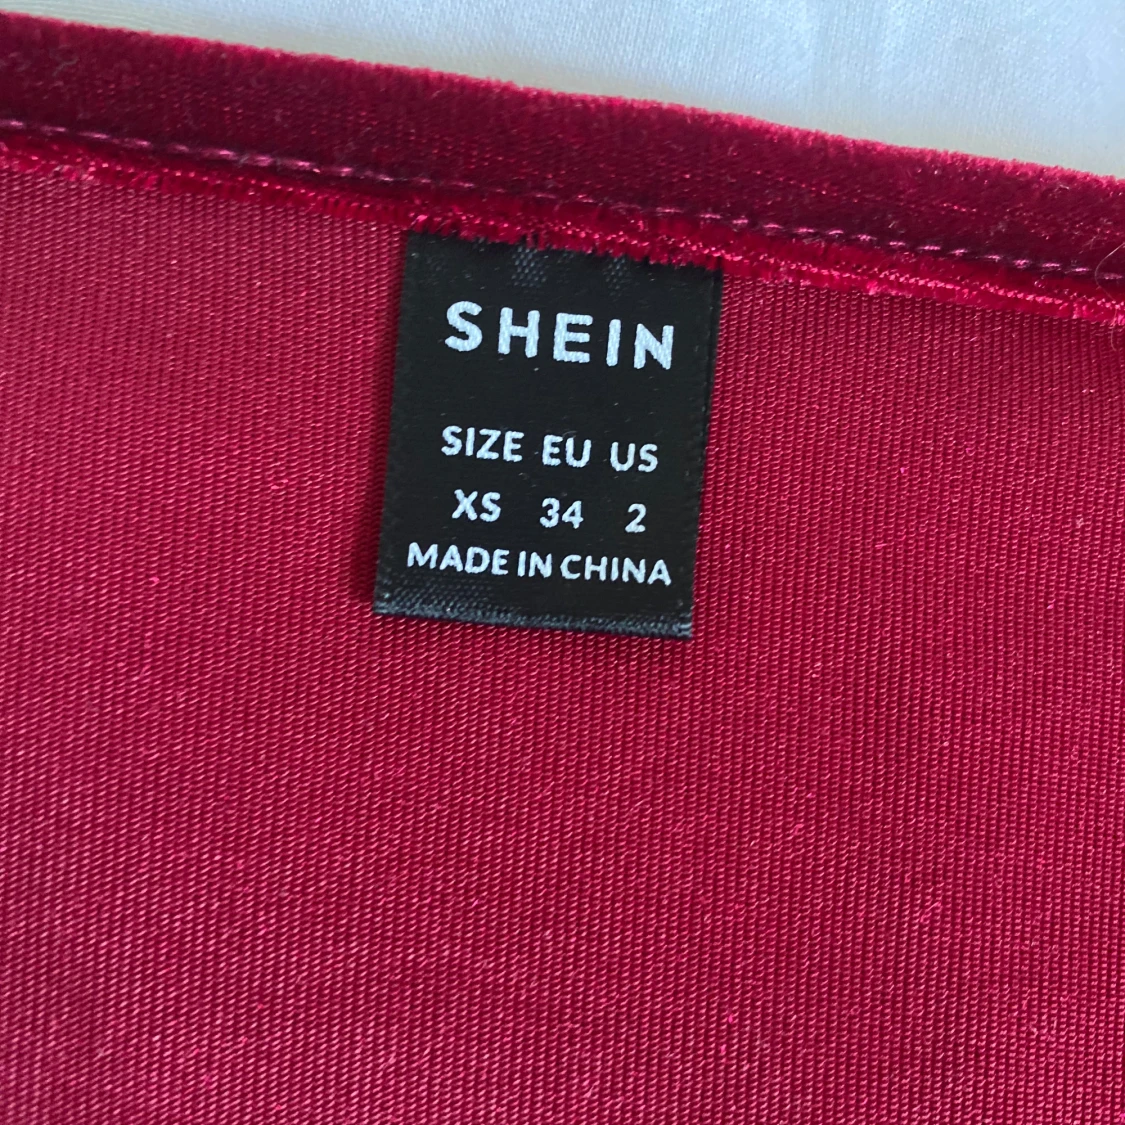 SHEIN
SIZE EU US
XS 34 2
MADE IN CHINA